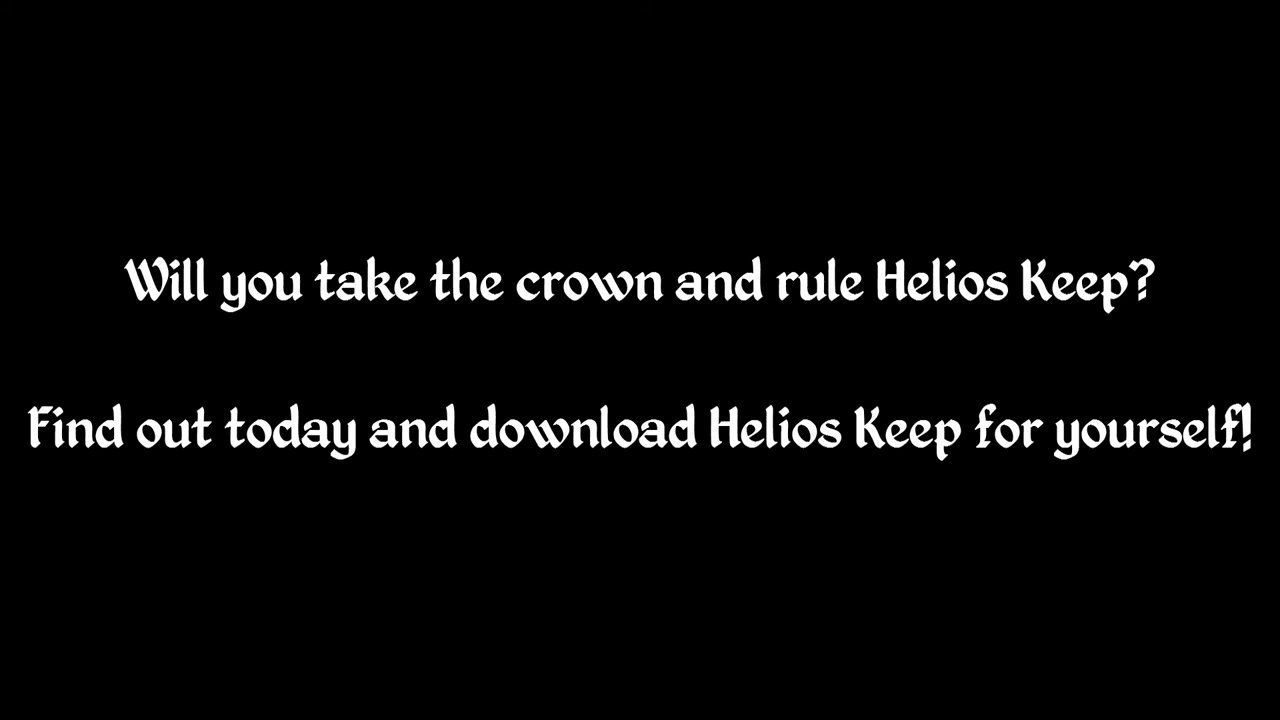 Will you take the crown and rule Helios Keep?
Find out today and download Helios Keep for yourself!